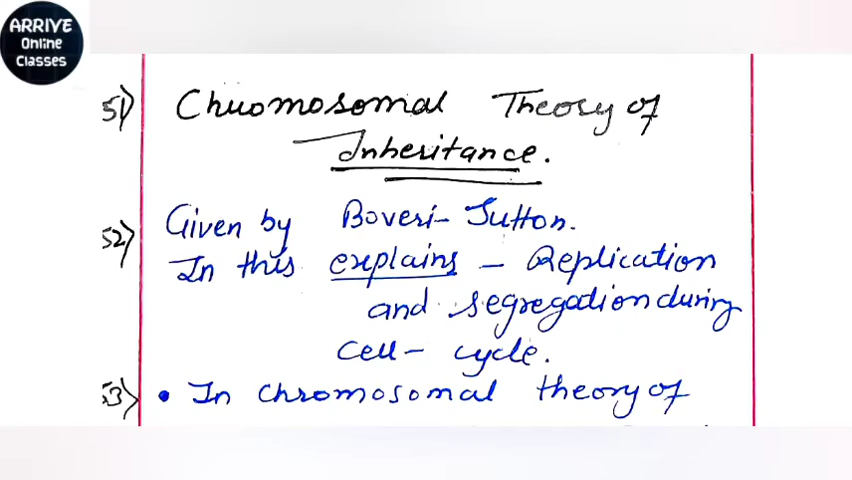 ARRIVE
Online
Classes
51) Chromosomal Theory of
Inheritance.
52) Given by Boveri-Sutton.
In this explains - Replication
and segregation during
Cell-cycle.
53) • In chromosomal theory of